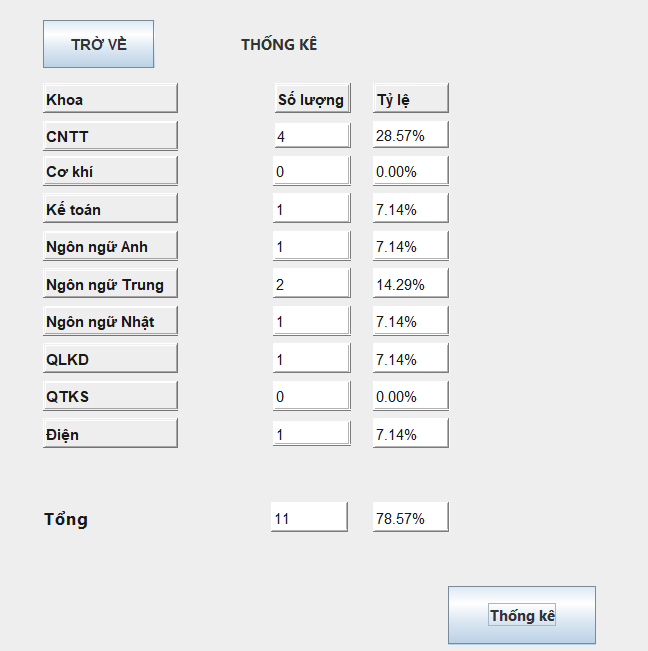 TRỞ VỀ THỐNG KÊ
Khoa Số lượng Tỷ lệ
CNTT 4 28.57%
Cơ khí 0 0.00%
Kế toán 1 7.14%
Ngôn ngữ Anh 1 7.14%
Ngôn ngữ Trung 2 14.29%
Ngôn ngữ Nhật 1 7.14%
QLKD 1 7.14%
QTKS 0 0.00%
Điện 1 7.14%
Tổng 11 78.57%
Thống kê